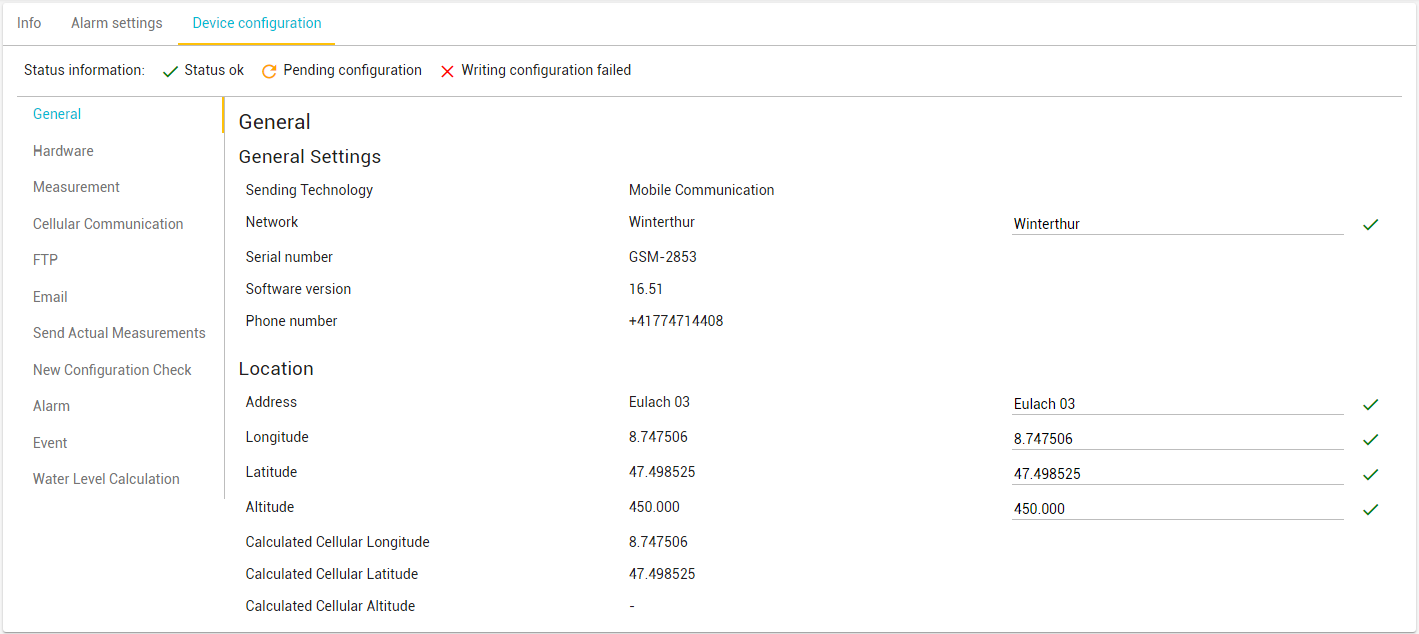 Info Alarm settings Device configuration
Status information: Status ok Pending configuration Writing configuration failed
General
Hardware
Measurement
Cellular Communication
FTP
Email
Send Actual Measurements
New Configuration Check
Alarm
Event
Water Level Calculation
General
General Settings
Sending Technology Mobile Communication
Network Winterthur Winterthur
Serial number GSM-2853
Software version 16.51
Phone number +41774714408
Location
Address Eulach 03 Eulach 03
Longitude 8.747506 8.747506
Latitude 47.498525 47.498525
Altitude 450.000 450.000
Calculated Cellular Longitude 8.747506
Calculated Cellular Latitude 47.498525
Calculated Cellular Altitude -